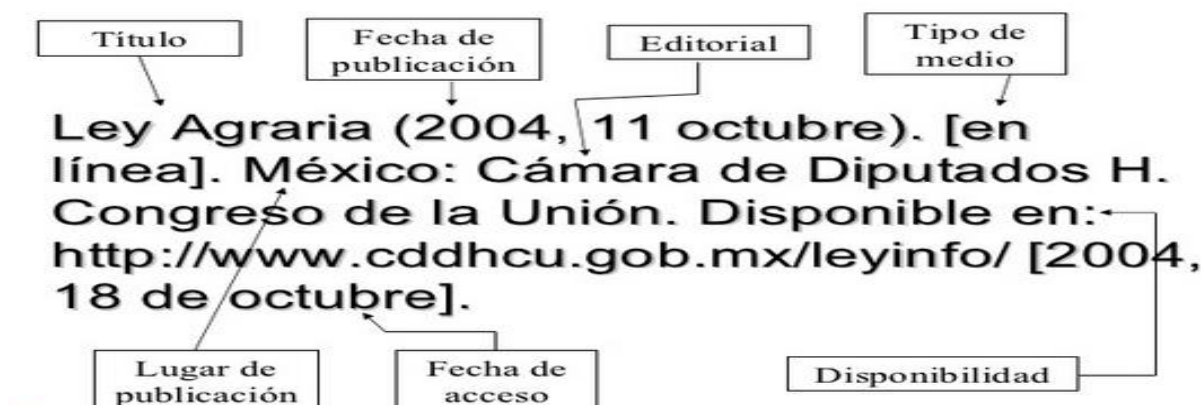 Título
Fecha de
publicación
Editorial
Tipo de
medio
Ley Agraria (2004, 11 octubre). [en
línea]. México: Cámara de Diputados H.
Congreso de la Unión. Disponible en:
http://www.cddhcu.gob.mx/leyinfo/ [2004,
18 de octubre].
Lugar de
publicación
Fecha de
acceso
Disponibilidad